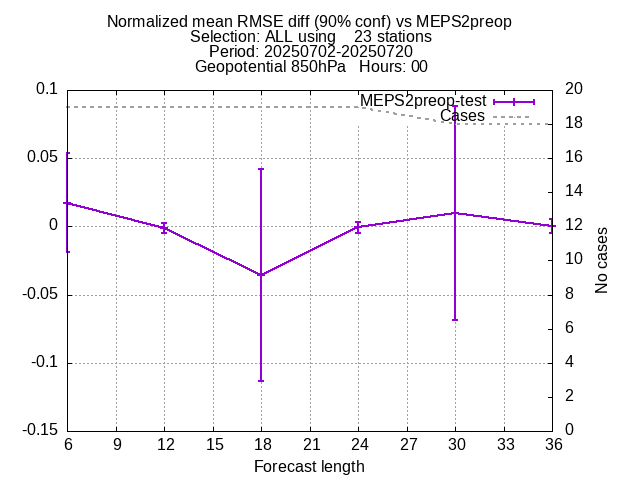 Normalized mean RMSE diff (90% conf) vs MEPS2preop
Selection: ALL using    23 stations
Period: 20250702-20250720
Geopotential 850hPa   Hours: 00
MEPS2preop-test
Cases
0.1
0.05
0
-0.05
-0.1
-0.15
20
18
16
14
12
10
8
6
4
2
0
No cases
6 9 12 15 18 21 24 27 30 33 36
Forecast length